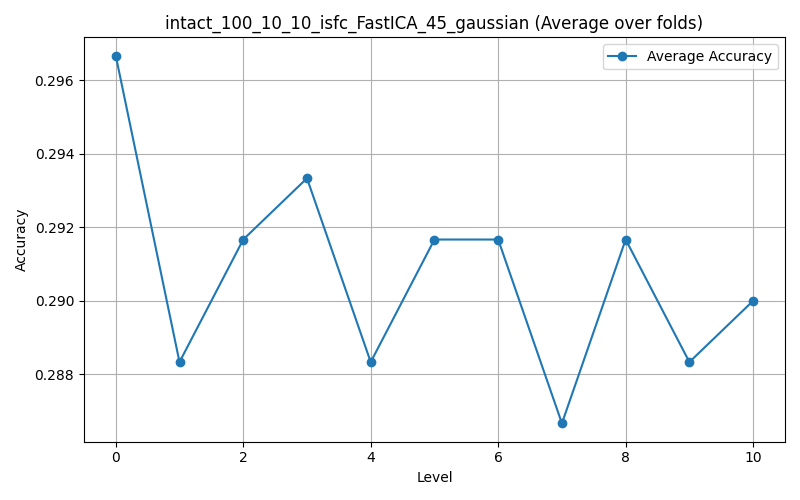 intact_100_10_10_isfc_FastICA_45_gaussian (Average over folds)
Average Accuracy
0.296
0.294
0.292
0.290
0.288
Accuracy
0 2 4 6 8 10
Level